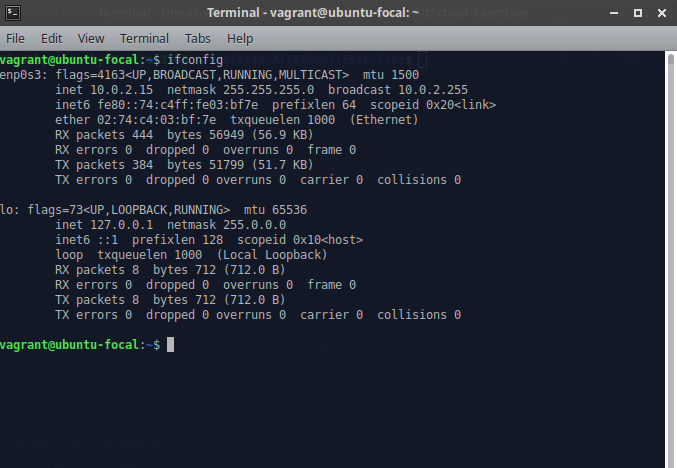 Terminal - vagrant@ubuntu-focal: ~
File Edit View Terminal Tabs Help
vagrant@ubuntu-focal:~$ ifconfig
enp0s3: flags=4163<UP,BROADCAST,RUNNING,MULTICAST>  mtu 1500
        inet 10.0.2.15  netmask 255.255.255.0  broadcast 10.0.2.255
        inet6 fe80::74:c4ff:fe03:bf7e  prefixlen 64  scopeid 0x20<link>
        ether 02:74:c4:03:bf:7e  txqueuelen 1000  (Ethernet)
        RX packets 444  bytes 56949 (56.9 KB)
        RX errors 0  dropped 0  overruns 0  frame 0
        TX packets 384  bytes 51799 (51.7 KB)
        TX errors 0  dropped 0 overruns 0  carrier 0  collisions 0

lo: flags=73<UP,LOOPBACK,RUNNING>  mtu 65536
        inet 127.0.0.1  netmask 255.0.0.0
        inet6 ::1  prefixlen 128  scopeid 0x10<host>
        loop  txqueuelen 1000  (Local Loopback)
        RX packets 8  bytes 712 (712.0 B)
        RX errors 0  dropped 0  overruns 0  frame 0
        TX packets 8  bytes 712 (712.0 B)
        TX errors 0  dropped 0 overruns 0  carrier 0  collisions 0

vagrant@ubuntu-focal:~$